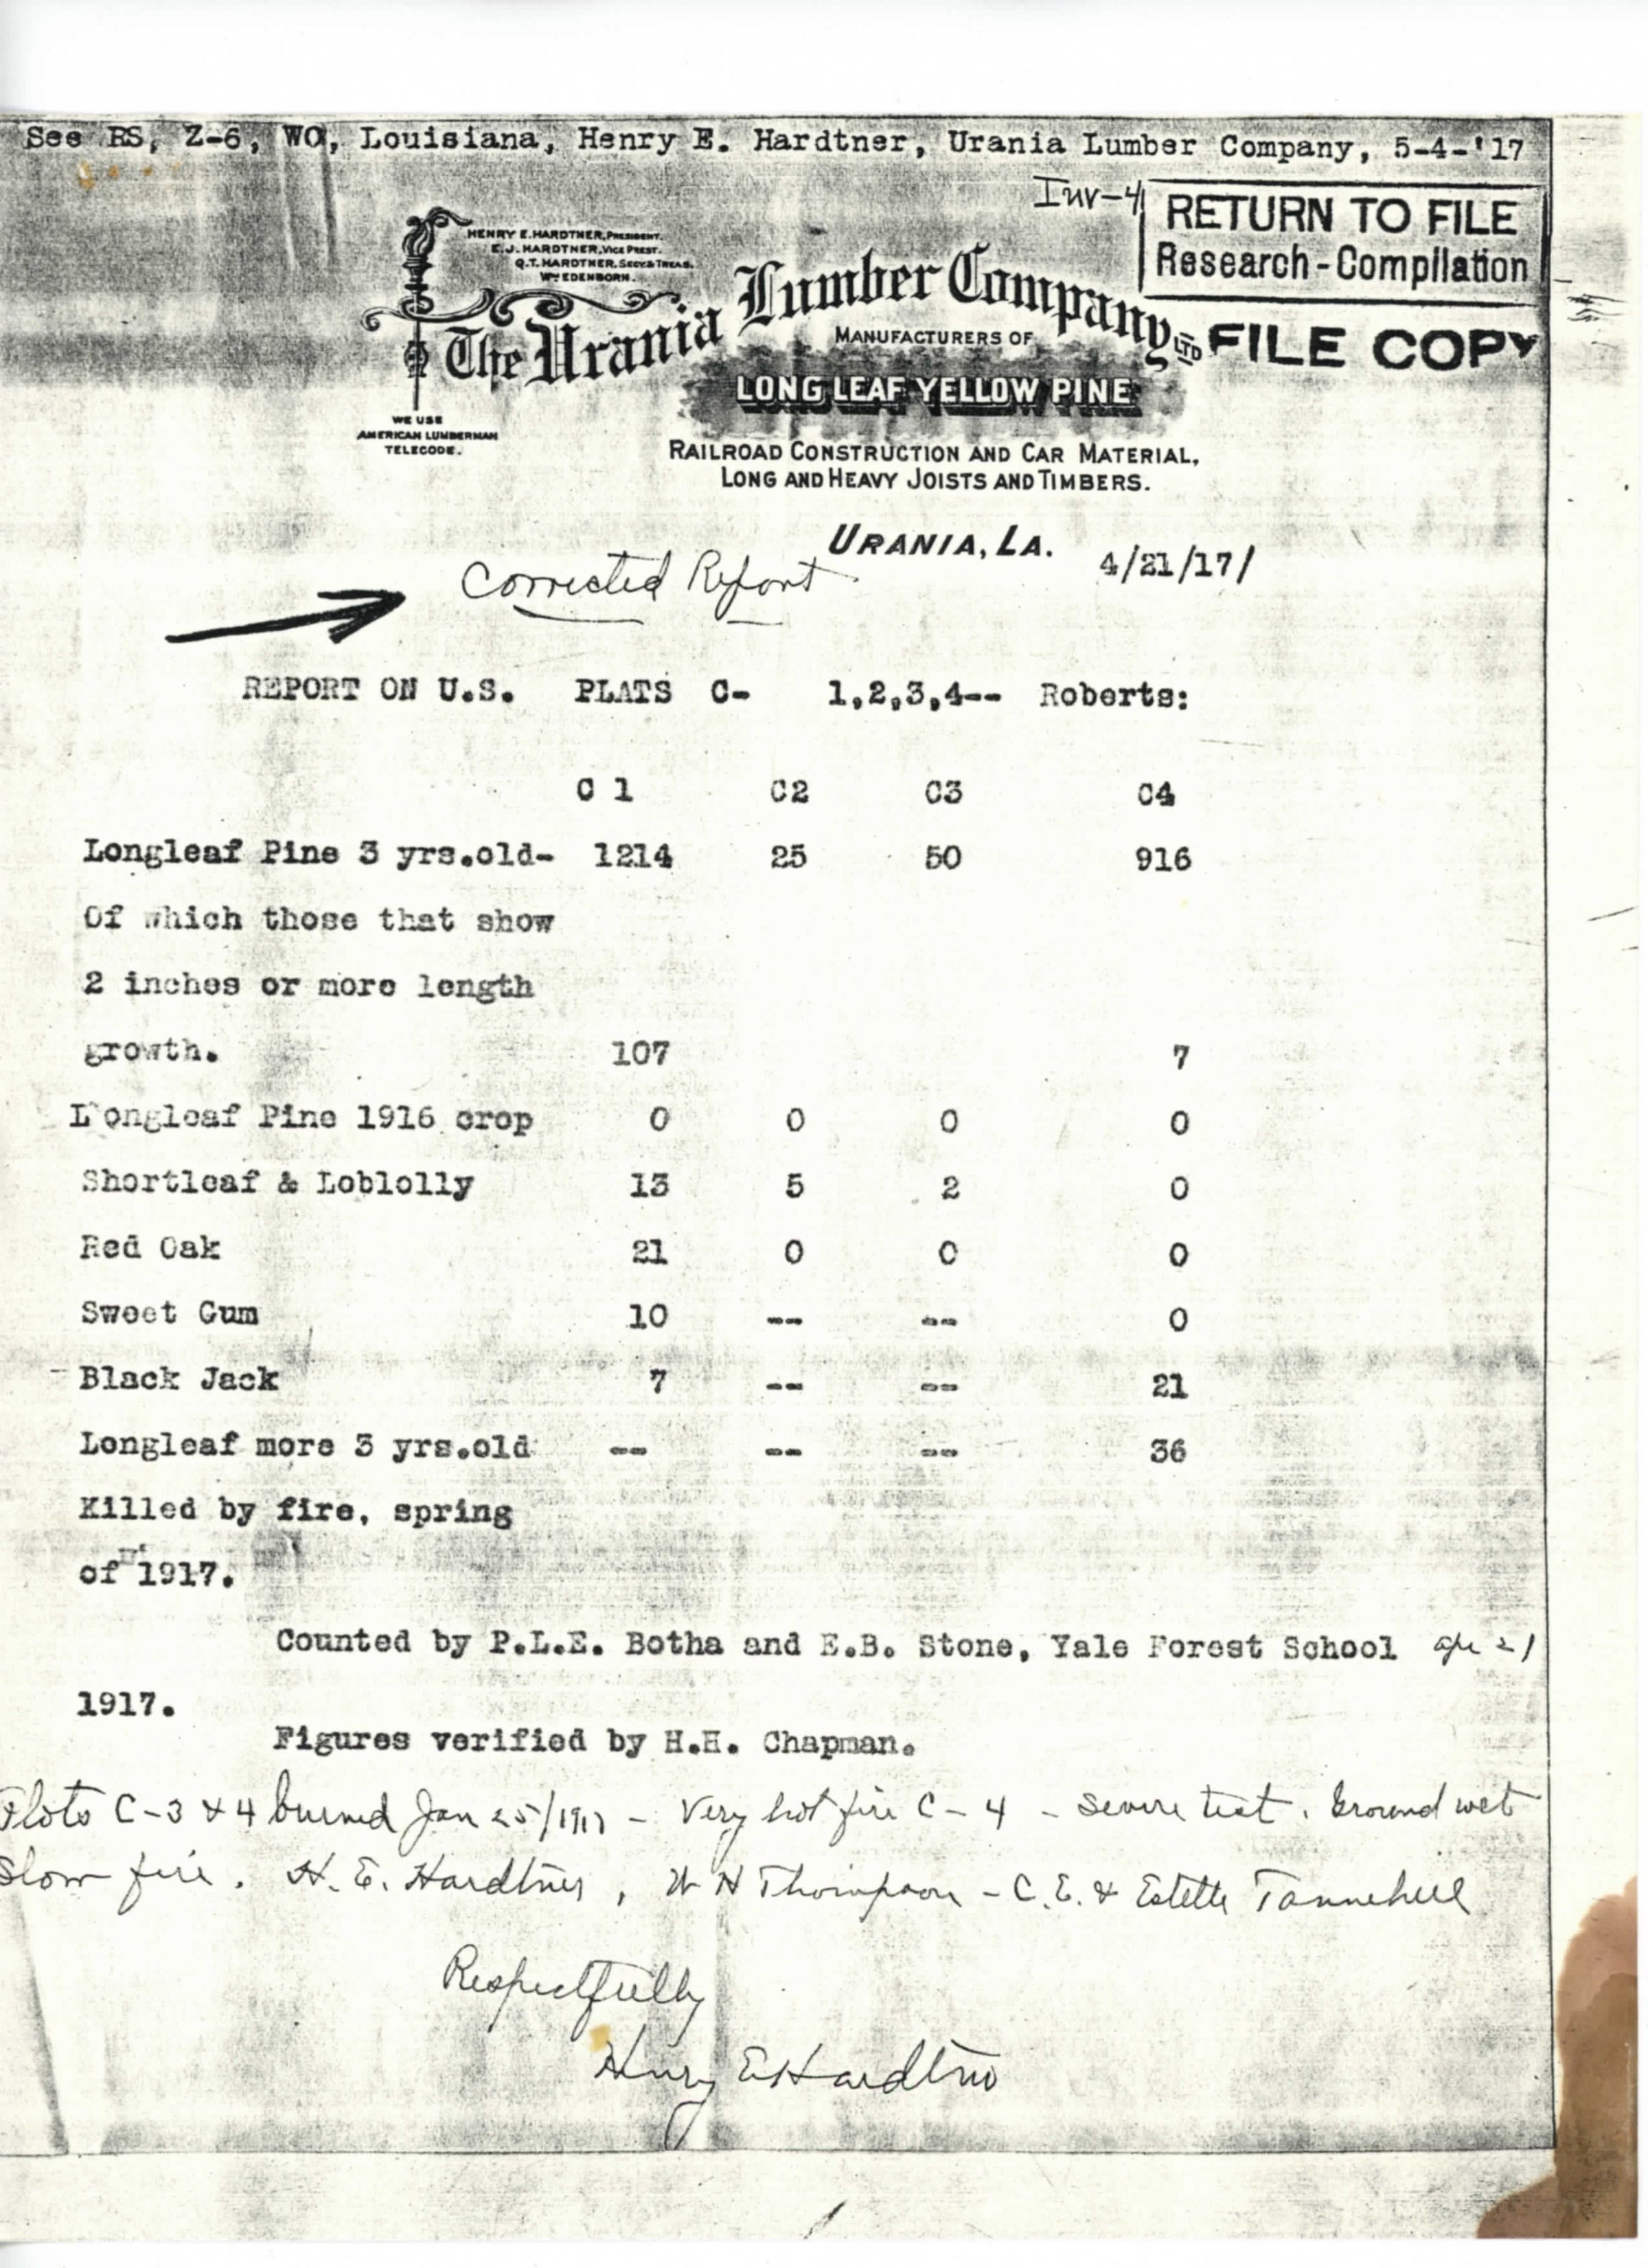 See RS, Z-6, WO, Louisiana, Henry E. Hardtner, Urania Lumber Company, 5-4-'17
Inv-4
RETURN TO FILE
Research-Compilation
FILE COPY
HENRY E. HARDTNER, PRESIDENT.
E. J. HARDTNER, VICE PREST.
Q. T. HARDTNER, SECY. & TREAS.
WM EDENBORN.
The Urania Lumber Company LTD
MANUFACTURERS OF
LONG LEAF YELLOW PINE
WE USE
AMERICAN LUMBERMAN
TELECODE.
RAILROAD CONSTRUCTION AND CAR MATERIAL,
LONG AND HEAVY JOISTS AND TIMBERS.
URANIA, LA. 4/21/17/
Corrected Report
REPORT ON U.S. PLATS C- 1,2,3,4-- Roberts:
C 1 C2 C3 C4
Longleaf Pine 3 yrs.old- 1214 25 50 916
Of which those that show
2 inches or more length
growth. 107 7
Longleaf Pine 1916 crop 0 0 0 0
Shortleaf & Loblolly 13 5 2 0
Red Oak 21 0 0 0
Sweet Gum 10 -- -- 0
Black Jack 7 -- -- 21
Longleaf more 3 yrs.old -- -- -- 36
Killed by fire, spring
of 1917.
Counted by P.L.E. Botha and E.B. Stone, Yale Forest School apr 21
1917.
Figures verified by H.H. Chapman.
Plots C-3 & 4 burned Jan 25/1917 - Very hot fire C-4 - severe test. Ground wet
Slow fire. H. E. Hardtner, W H Thompson - C. E. & Estelle Tannehill
Respectfully
Henry E Hardtner